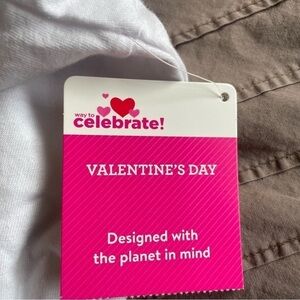 way to
celebrate!
VALENTINE'S DAY
Designed with
the planet in mind